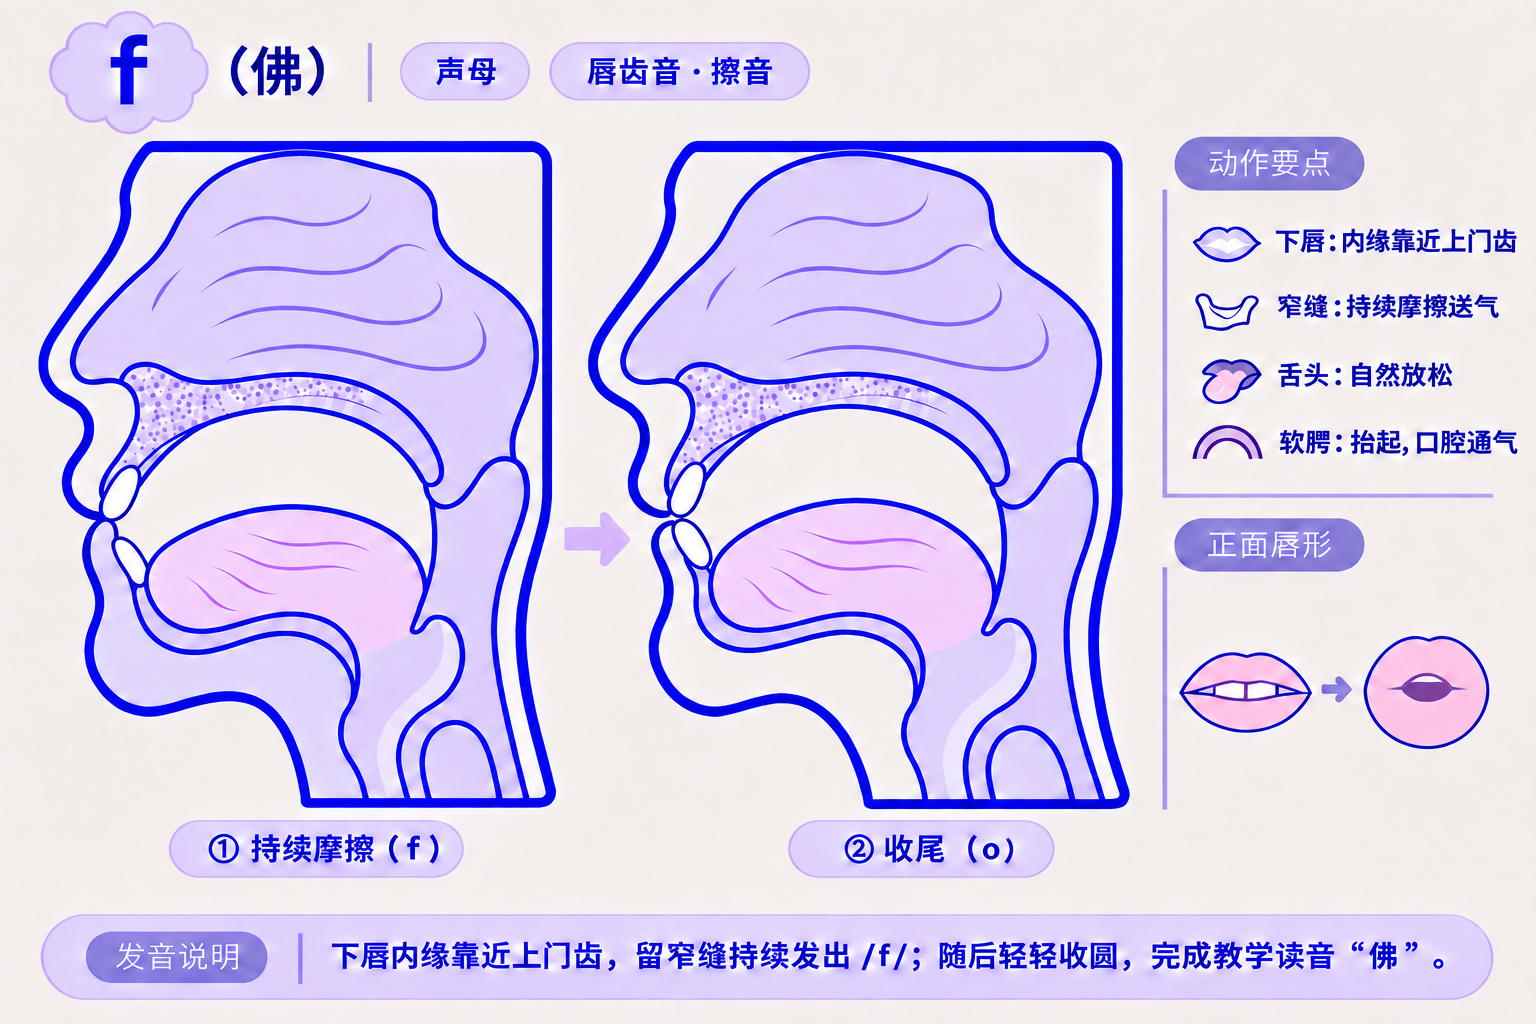 f （佛） 声母 唇齿音·擦音
动作要点
下唇：内缘靠近上门齿
窄缝：持续摩擦送气
舌头：自然放松
软腭：抬起，口腔通气
正面唇形
① 持续摩擦（f）
② 收尾（o）
发音说明 下唇内缘靠近上门齿，留窄缝持续发出 /f/；随后轻轻收圆，完成教学读音“佛”。